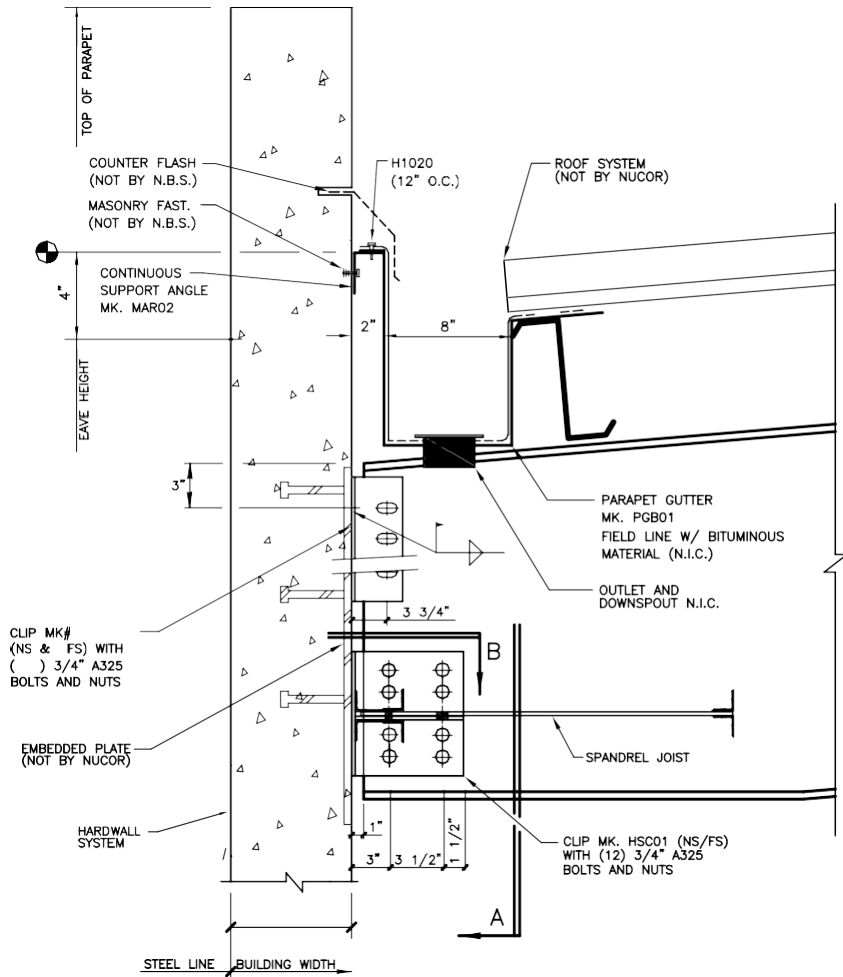 TOP OF PARAPET
COUNTER FLASH
(NOT BY N.B.S.)
MASONRY FAST.
(NOT BY N.B.S.)
CONTINUOUS
SUPPORT ANGLE
MK. MAR02
H1020
(12" O.C.)
ROOF SYSTEM
(NOT BY NUCOR)
4"
2"
8"
EAVE HEIGHT
3"
PARAPET GUTTER
MK. PGB01
FIELD LINE W/ BITUMINOUS
MATERIAL (N.I.C.)
OUTLET AND
DOWNSPOUT N.I.C.
3 3/4"
CLIP MK#
(NS & FS) WITH
( ) 3/4" A325
BOLTS AND NUTS
B
EMBEDDED PLATE
(NOT BY NUCOR)
SPANDREL JOIST
HARDWALL
SYSTEM
1"
3"
3 1/2"
1 1/2"
CLIP MK. HSC01 (NS/FS)
WITH (12) 3/4" A325
BOLTS AND NUTS
A
STEEL LINE
BUILDING WIDTH